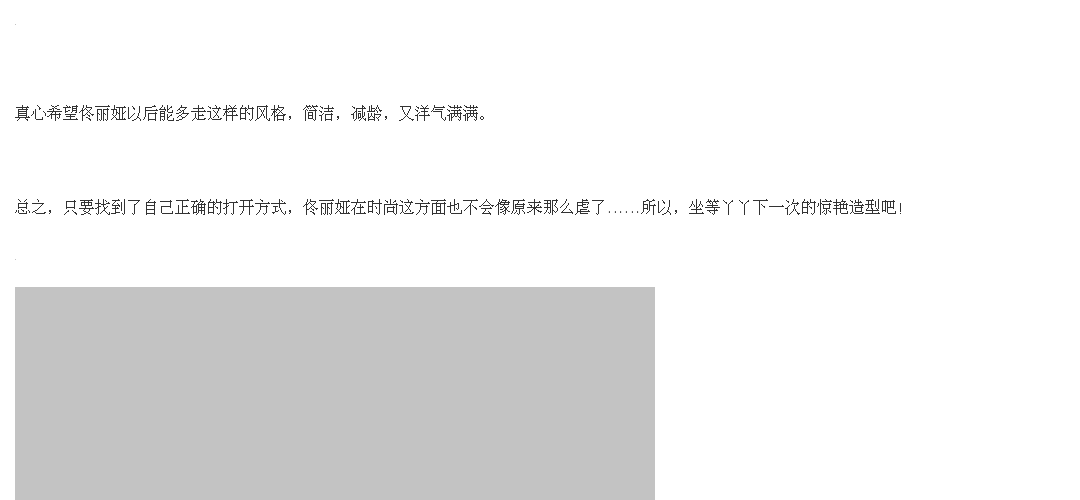 真心希望佟丽娅以后能多走这样的风格，简洁，减龄，又洋气满满。
总之，只要找到了自己正确的打开方式，佟丽娅在时尚这方面也不会像原来那么虐了……所以，坐等丫丫下一次的惊艳造型吧！